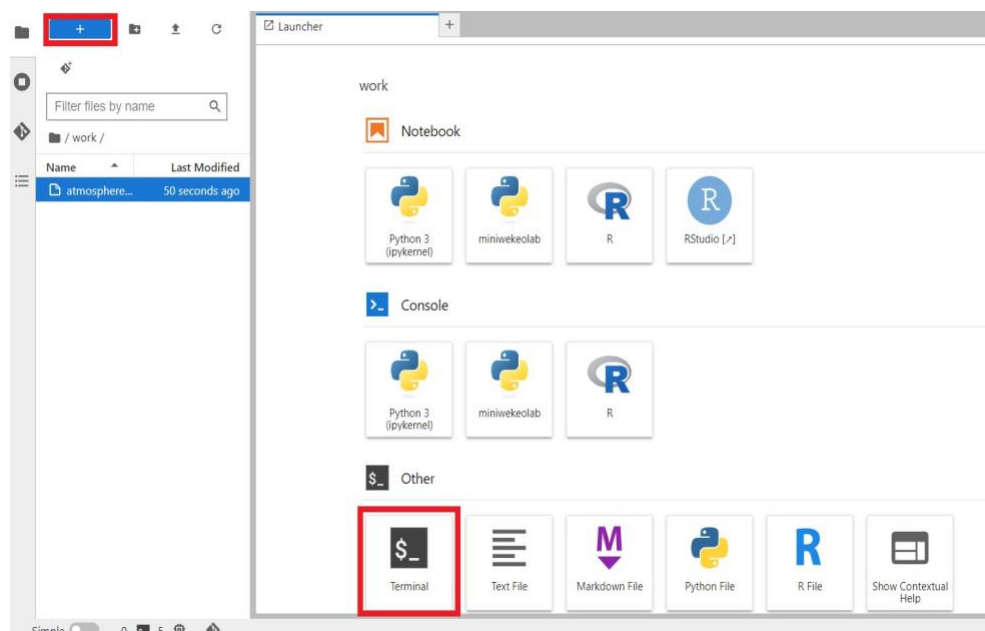 +
Launcher
+
Filter files by name
/ work /
Name
Last Modified
atmosphere...
50 seconds ago
work
Notebook
Python 3
(ipykernel)
miniwekeolab
R
R
R
RStudio [↗]
>_
Console
Python 3
(ipykernel)
miniwekeolab
R
R
$_
Other
$_
Terminal
Text File
M
Markdown File
Python File
R
R File
Show Contextual
Help
Simple
0
5